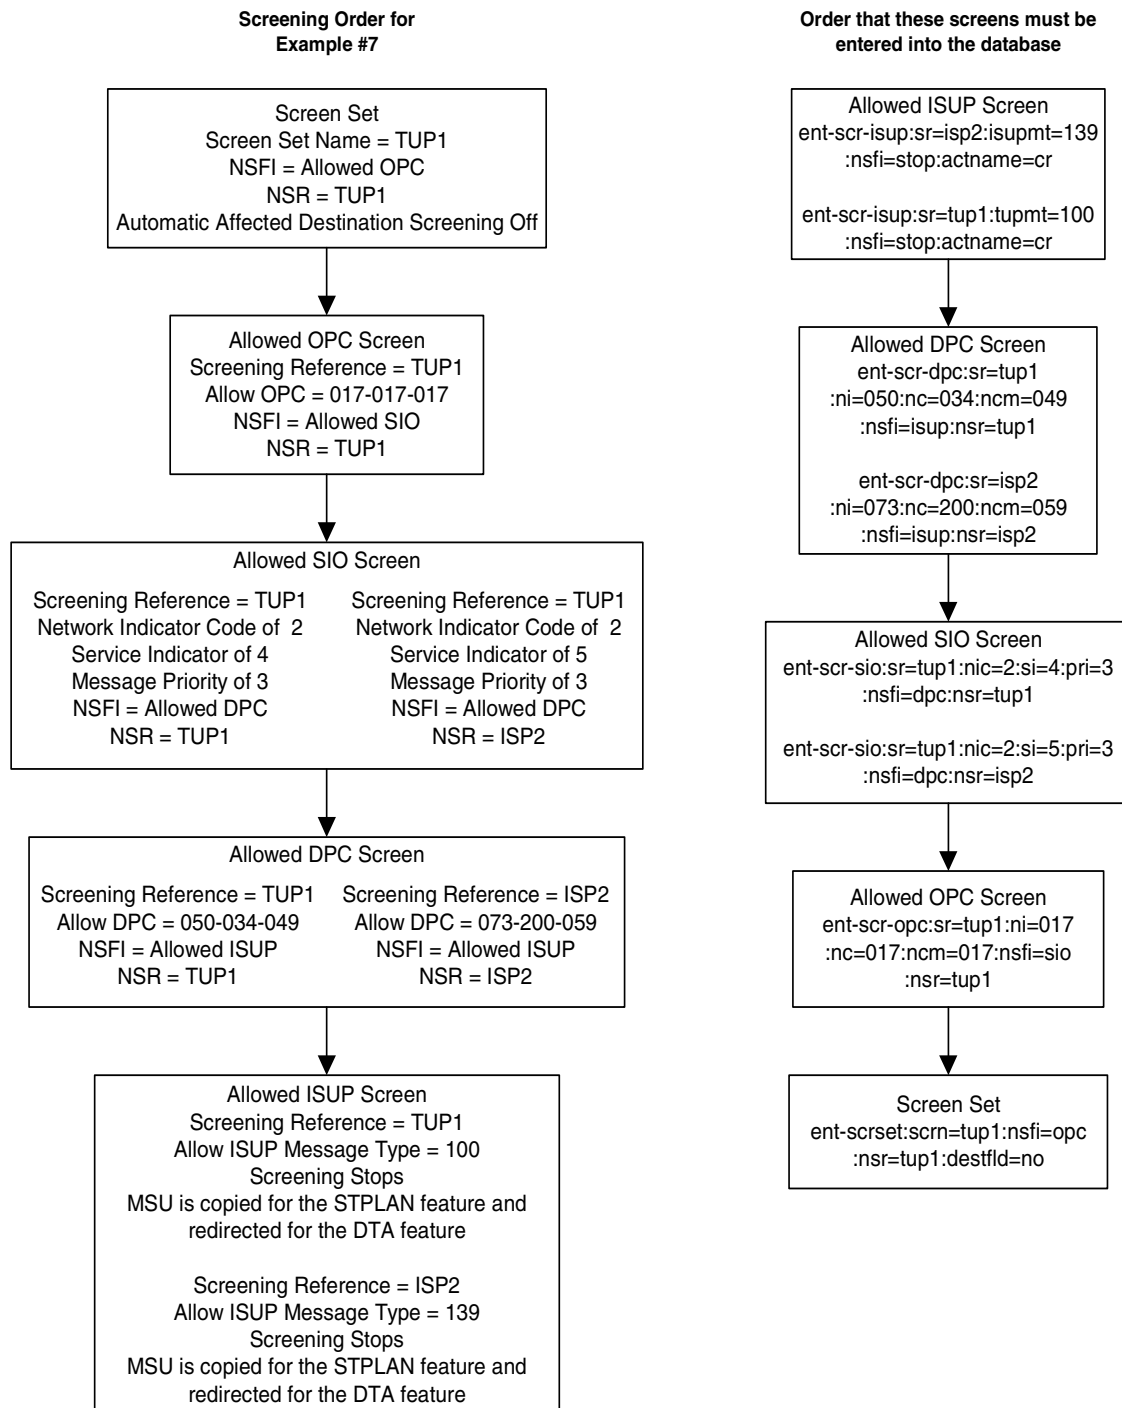 Screening Order for
Example #7
Screen Set
Screen Set Name = TUP1
NSFI = Allowed OPC
NSR = TUP1
Automatic Affected Destination Screening Off
Allowed OPC Screen
Screening Reference = TUP1
Allow OPC = 017-017-017
NSFI = Allowed SIO
NSR = TUP1
Allowed SIO Screen
Screening Reference = TUP1
Network Indicator Code of 2
Service Indicator of 4
Message Priority of 3
NSFI = Allowed DPC
NSR = TUP1
Screening Reference = TUP1
Network Indicator Code of 2
Service Indicator of 5
Message Priority of 3
NSFI = Allowed DPC
NSR = ISP2
Allowed DPC Screen
Screening Reference = TUP1
Allow DPC = 050-034-049
NSFI = Allowed ISUP
NSR = TUP1
Screening Reference = ISP2
Allow DPC = 073-200-059
NSFI = Allowed ISUP
NSR = ISP2
Allowed ISUP Screen
Screening Reference = TUP1
Allow ISUP Message Type = 100
Screening Stops
MSU is copied for the STPLAN feature and
redirected for the DTA feature
Screening Reference = ISP2
Allow ISUP Message Type = 139
Screening Stops
MSU is copied for the STPLAN feature and
redirected for the DTA feature
Order that these screens must be
entered into the database
Allowed ISUP Screen
ent-scr-isup:sr=isp2:isupmt=139
:nsfi=stop:actname=cr
ent-scr-isup:sr=tup1:tupmt=100
:nsfi=stop:actname=cr
Allowed DPC Screen
ent-scr-dpc:sr=tup1
:ni=050:nc=034:ncm=049
:nsfi=isup:nsr=tup1
ent-scr-dpc:sr=isp2
:ni=073:nc=200:ncm=059
:nsfi=isup:nsr=isp2
Allowed SIO Screen
ent-scr-sio:sr=tup1:nic=2:si=4:pri=3
:nsfi=dpc:nsr=tup1
ent-scr-sio:sr=tup1:nic=2:si=5:pri=3
:nsfi=dpc:nsr=isp2
Allowed OPC Screen
ent-scr-opc:sr=tup1:ni=017
:nc=017:ncm=017:nsfi=sio
:nsr=tup1
Screen Set
ent-scrset:scrn=tup1:nsfi=opc
:nsr=tup1:destfld=no